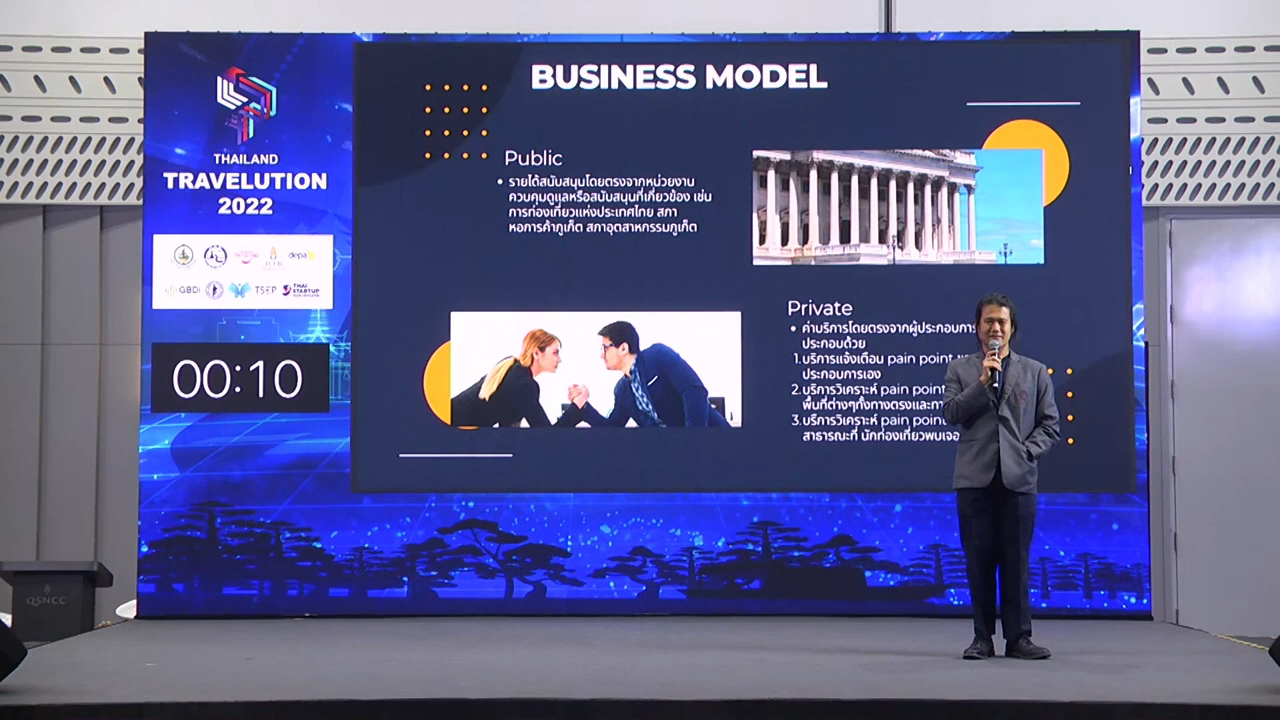 THAILAND
TRAVELUTION
2022
depa
GBDi
TSEP
THAI
STARTUP
00:10
QSNCC
BUSINESS MODEL
Public
รายได้สนับสนุนโดยตรงจากหน่วยงาน
ควบคุมดูแลหรือสนับสนุนที่เกี่ยวข้อง เช่น
การท่องเที่ยวแห่งประเทศไทย สภา
หอการค้าภูเก็ต สภาอุตสาหกรรมภูเก็ต
Private
ค่าบริการโดยตรงจากผู้ประกอบการ
ประกอบด้วย
1. บริการแจ้งเตือน pain point
ประกอบการเอง
2. บริการวิเคราะห์ pain point
พื้นที่ต่างๆทั้งทางตรงและทาง
3. บริการวิเคราะห์ pain point
สาธารณะที่ นักท่องเที่ยวพบเจอ